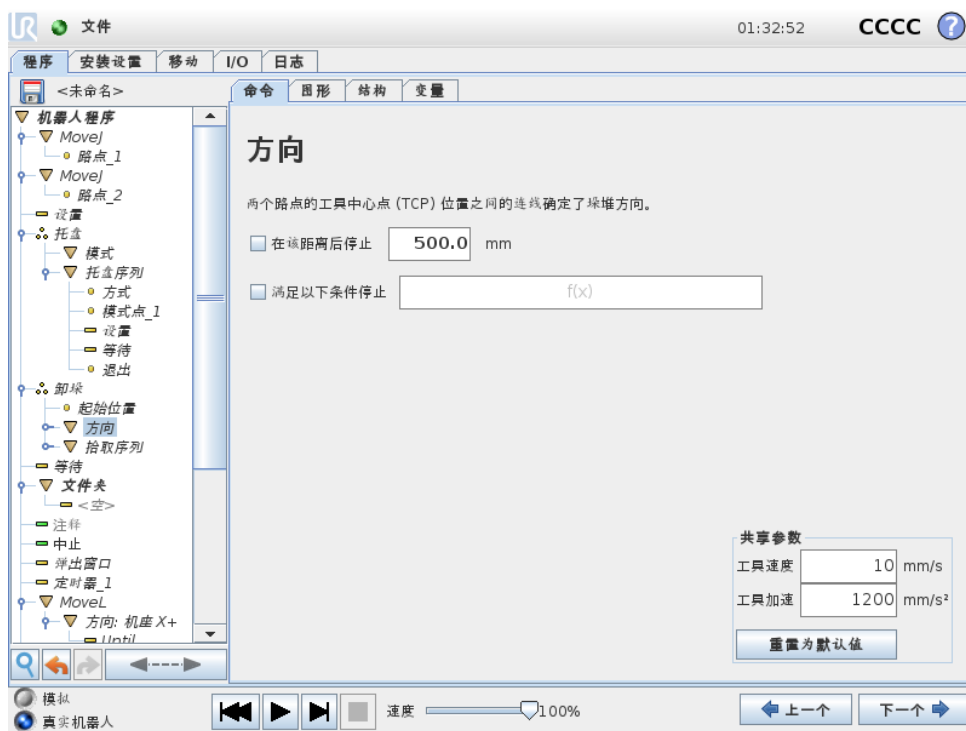 UR 文件 01:32:52 CCCC ?
程序 安装设置 移动 I/O 日志
<未命名>
命令 图形 结构 变量
机器人程序
MoveJ
路点_1
MoveJ
路点_2
设置
托盘
模式
托盘序列
方式
模式点_1
设置
等待
退出
卸垛
起始位置
方向
拾取序列
等待
文件夹
<空>
注释
中止
弹出窗口
定时器_1
MoveL
方向: 机座 X+
Until
方向
两个路点的工具中心点 (TCP) 位置之间的连线确定了垛堆方向。
在该距离后停止 500.0 mm
满足以下条件停止 f(x)
共享参数
工具速度 10 mm/s
工具加速 1200 mm/s²
重置为默认值
模拟
真实机器人
速度 100%
上一个 下一个